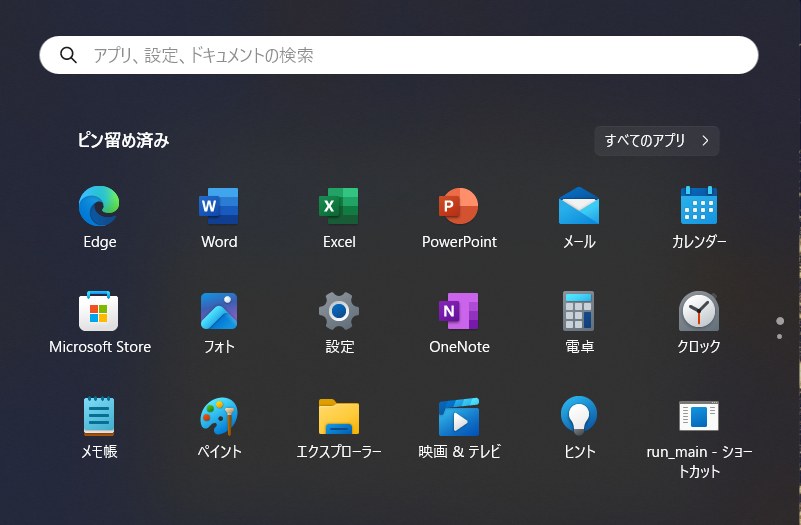 アプリ、設定、ドキュメントの検索
ピン留め済み
すべてのアプリ
Edge
Word
Excel
PowerPoint
メール
カレンダー
Microsoft Store
フォト
設定
OneNote
電卓
クロック
メモ帳
ペイント
エクスプローラー
映画 & テレビ
ヒント
run_main - ショー
トカット